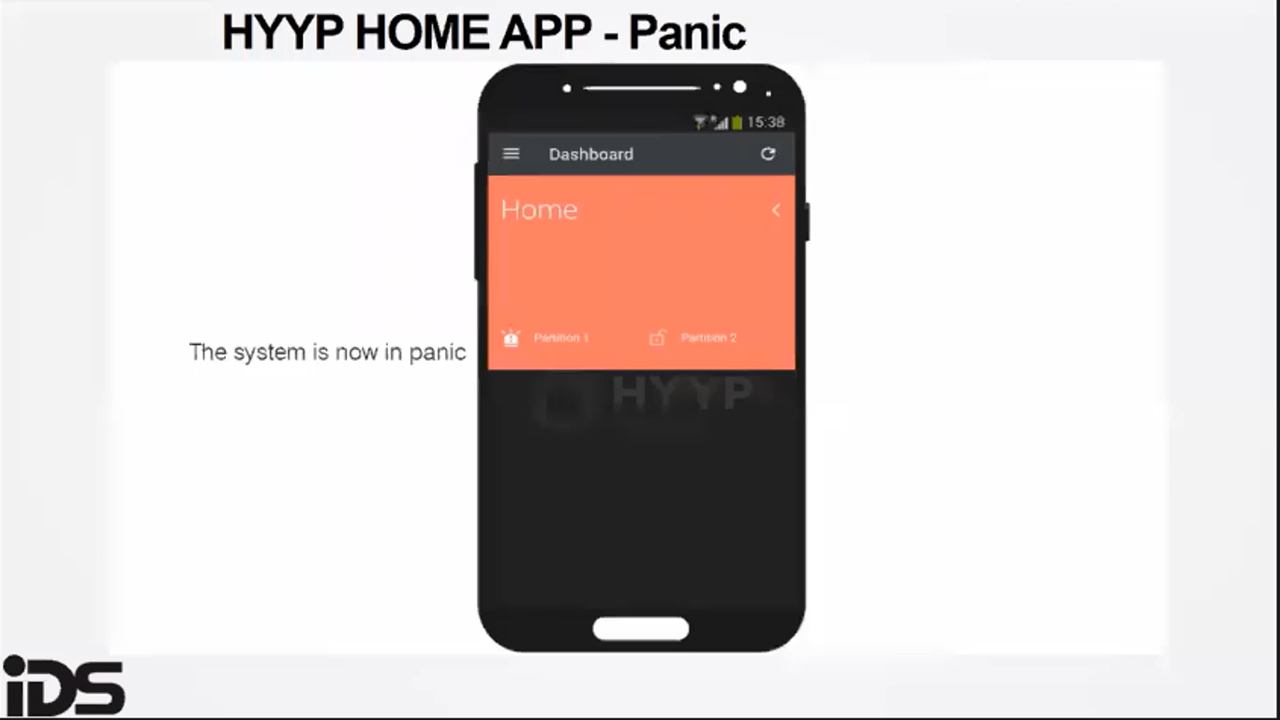 HYYP HOME APP - Panic
15:38
Dashboard
Home
Partition 1
Partition 2
The system is now in panic
HYYP
iDS